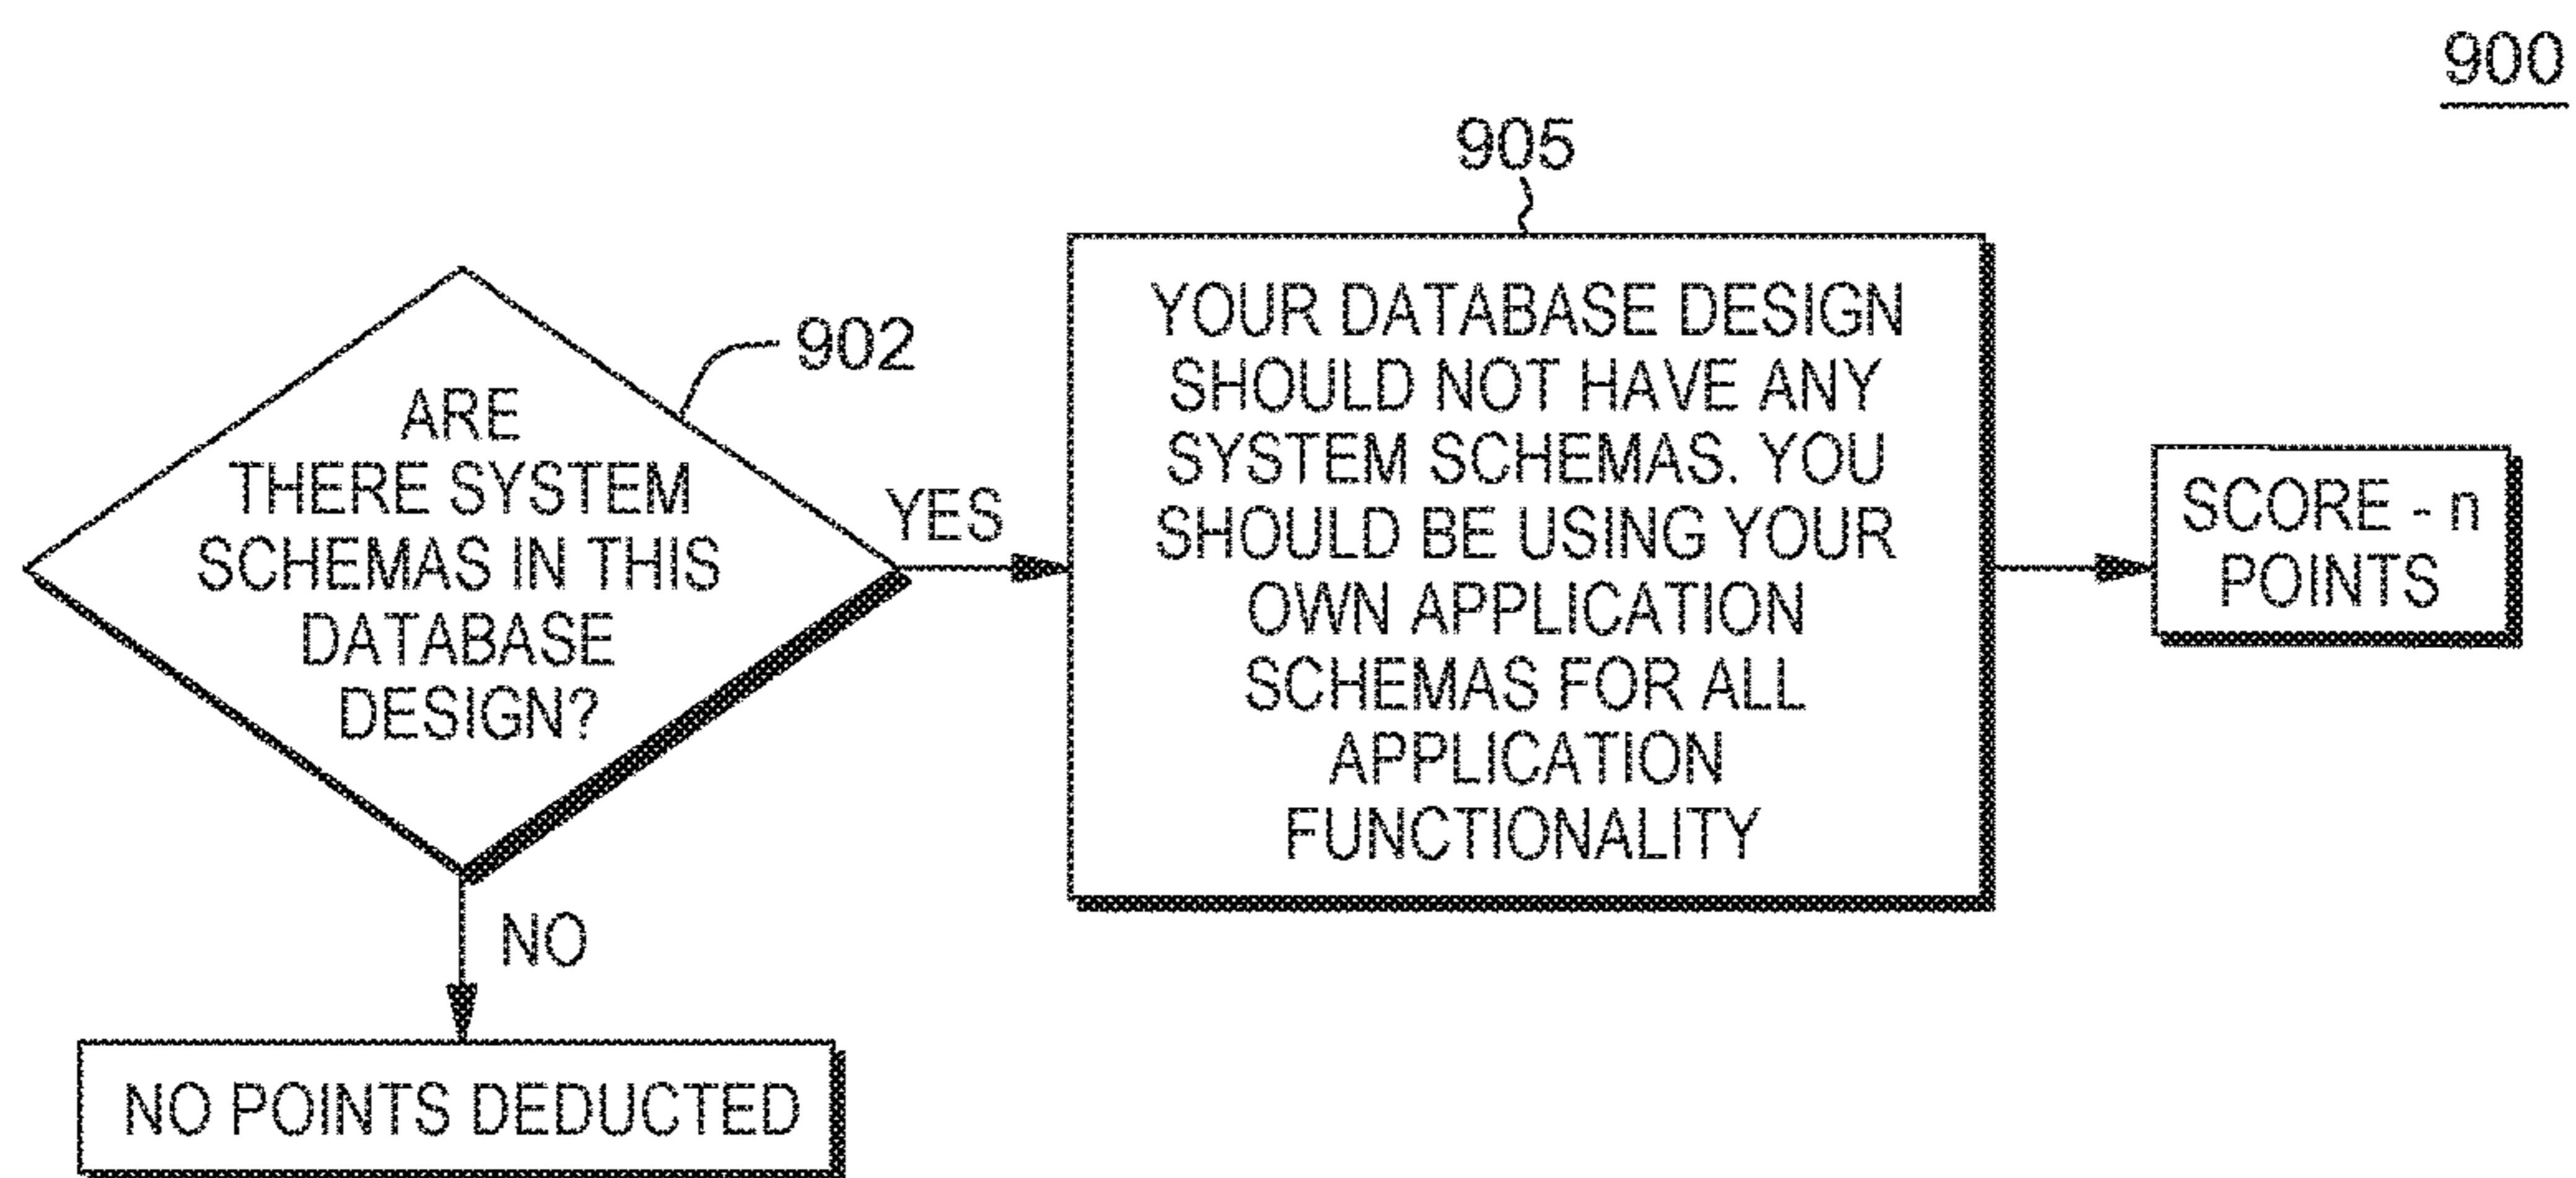 900
905
902
ARE
THERE SYSTEM
SCHEMAS IN THIS
DATABASE
DESIGN?
YES
NO
NO POINTS DEDUCTED
YOUR DATABASE DESIGN
SHOULD NOT HAVE ANY
SYSTEM SCHEMAS. YOU
SHOULD BE USING YOUR
OWN APPLICATION
SCHEMAS FOR ALL
APPLICATION
FUNCTIONALITY
SCORE - n
POINTS